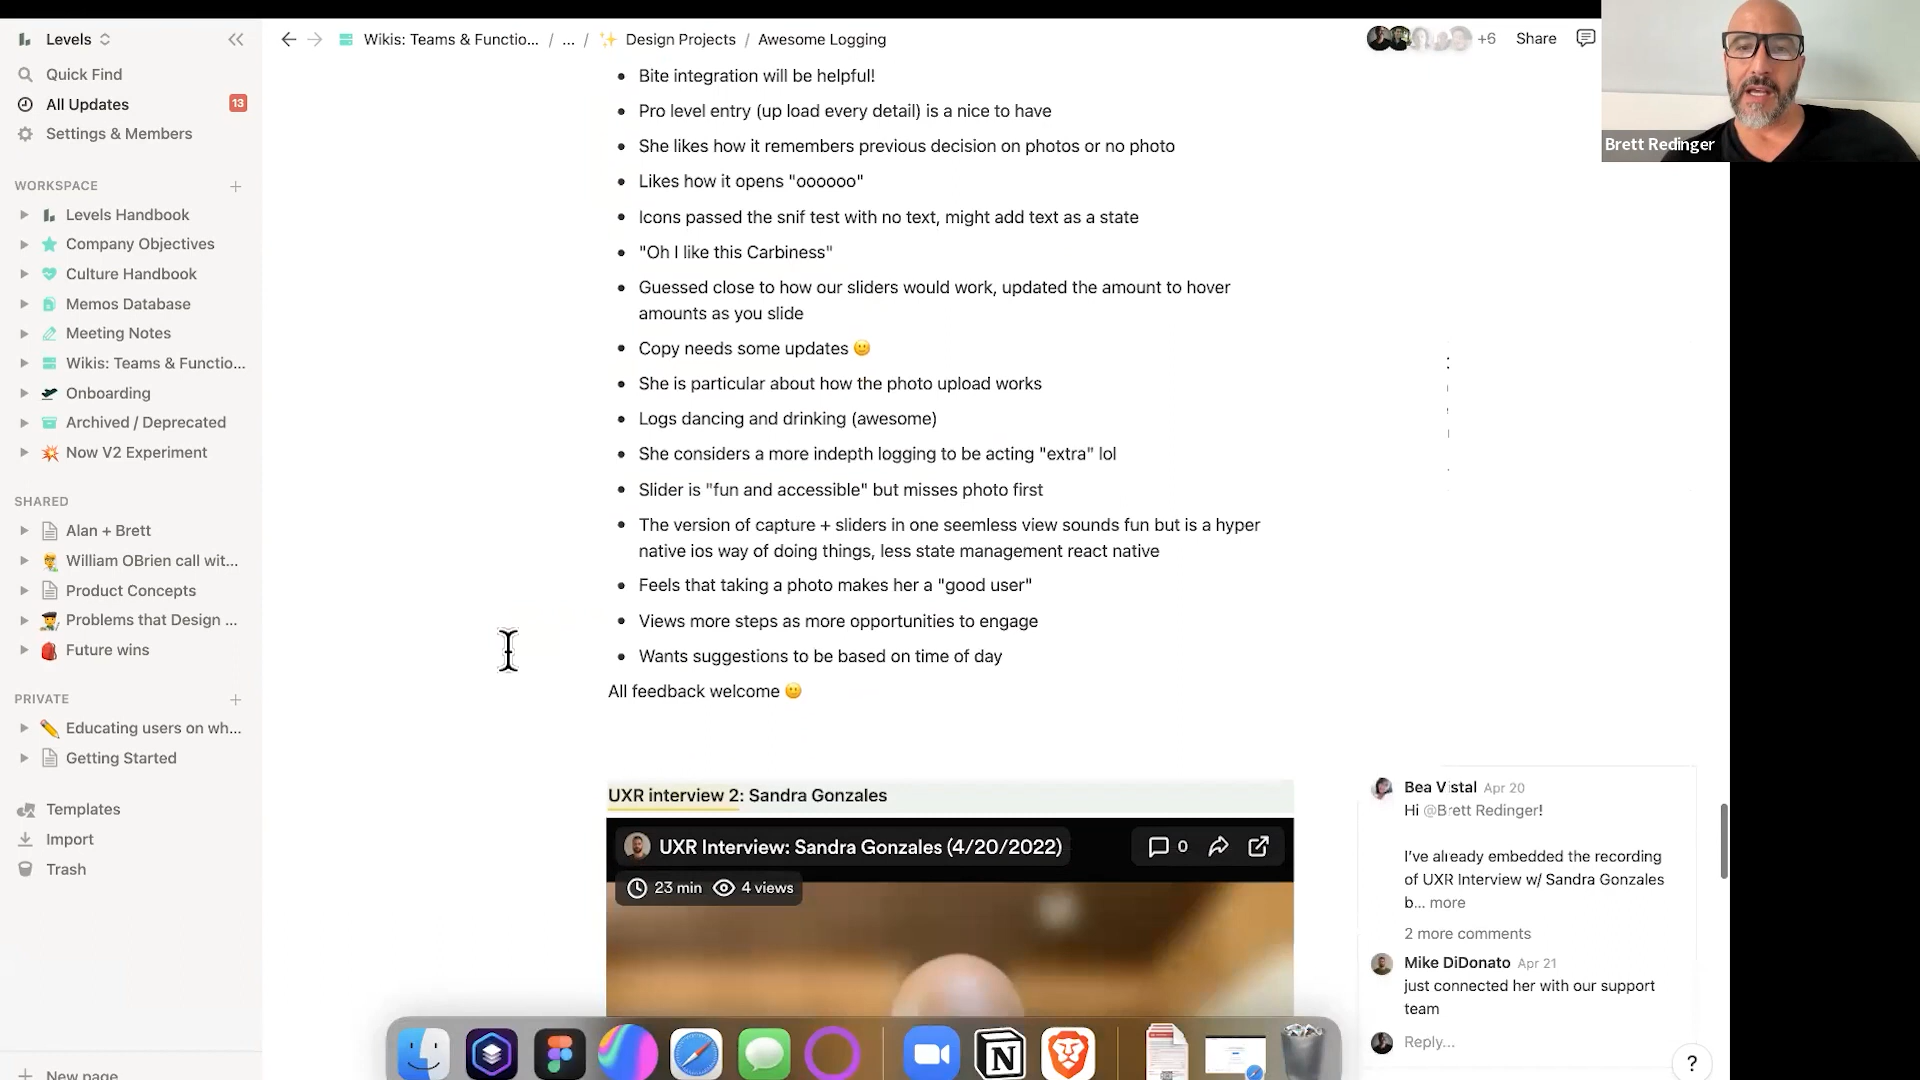 Levels
Quick Find
All Updates
13
Settings & Members
WORKSPACE
Levels Handbook
Company Objectives
Culture Handbook
Memos Database
Meeting Notes
Wikis: Teams & Functio...
Onboarding
Archived / Deprecated
Now V2 Experiment
SHARED
Alan + Brett
William OBrien call wit...
Product Concepts
Problems that Design ...
Future wins
PRIVATE
Educating users on wh...
Getting Started
Templates
Import
Trash
New page
Wikis: Teams & Functio... / ... / Design Projects / Awesome Logging
+6 Share
Brett Redinger
Bite integration will be helpful!
Pro level entry (up load every detail) is a nice to have
She likes how it remembers previous decision on photos or no photo
Likes how it opens "oooooo"
Icons passed the snif test with no text, might add text as a state
"Oh I like this Carbiness"
Guessed close to how our sliders would work, updated the amount to hover
amounts as you slide
Copy needs some updates
She is particular about how the photo upload works
Logs dancing and drinking (awesome)
She considers a more indepth logging to be acting "extra" lol
Slider is "fun and accessible" but misses photo first
The version of capture + sliders in one seemless view sounds fun but is a hyper
native ios way of doing things, less state management react native
Feels that taking a photo makes her a "good user"
Views more steps as more opportunities to engage
Wants suggestions to be based on time of day
All feedback welcome
UXR interview 2: Sandra Gonzales
UXR Interview: Sandra Gonzales (4/20/2022)
0
23 min 4 views
Bea Vistal Apr 20
Hi @Brett Redinger!
I've already embedded the recording
of UXR Interview w/ Sandra Gonzales
b... more
2 more comments
Mike DiDonato Apr 21
just connected her with our support
team
Reply...
?